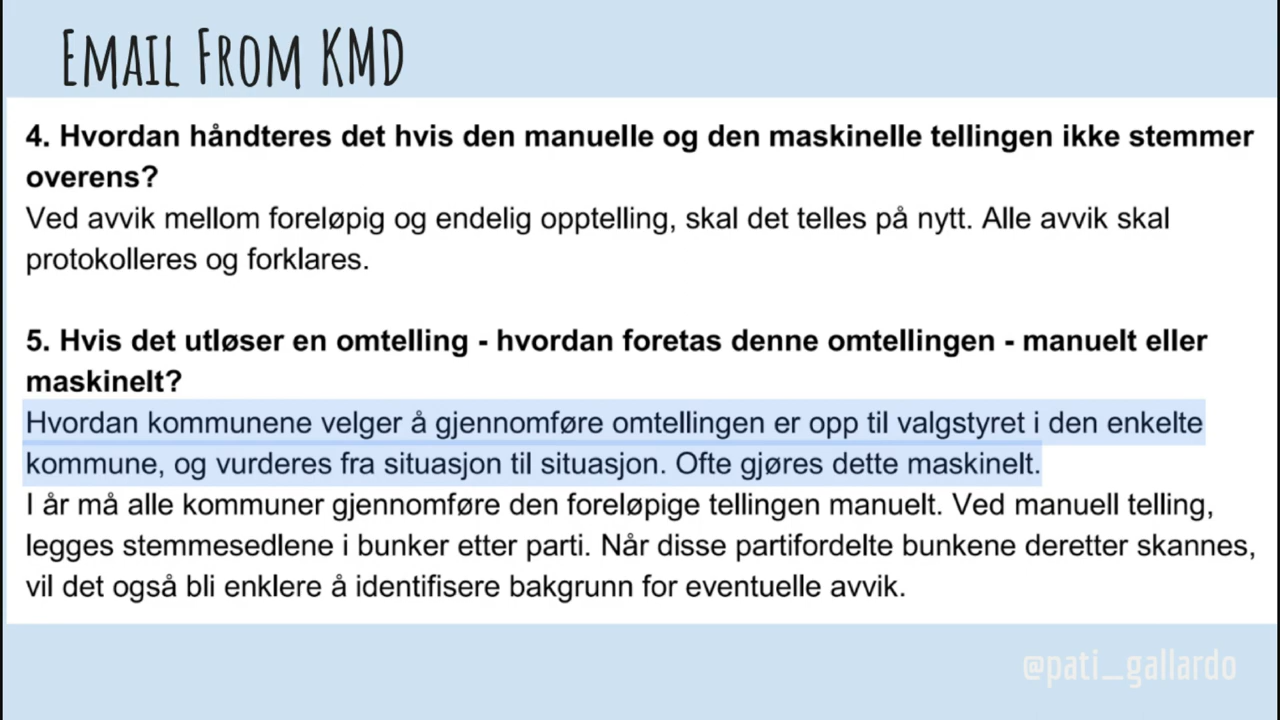 Email From KMD
4. Hvordan håndteres det hvis den manuelle og den maskinelle tellingen ikke stemmer
overens?
Ved avvik mellom foreløpig og endelig opptelling, skal det telles på nytt. Alle avvik skal
protokolleres og forklares.
5. Hvis det utløser en omtelling - hvordan foretas denne omtellingen - manuelt eller
maskinelt?
Hvordan kommunene velger å gjennomføre omtellingen er opp til valgstyret i den enkelte
kommune, og vurderes fra situasjon til situasjon. Ofte gjøres dette maskinelt.
I år må alle kommuner gjennomføre den foreløpige tellingen manuelt. Ved manuell telling,
legges stemmesedlene i bunker etter parti. Når disse partifordelte bunkene deretter skannes,
vil det også bli enklere å identifisere bakgrunn for eventuelle avvik.
@pati_gallardo